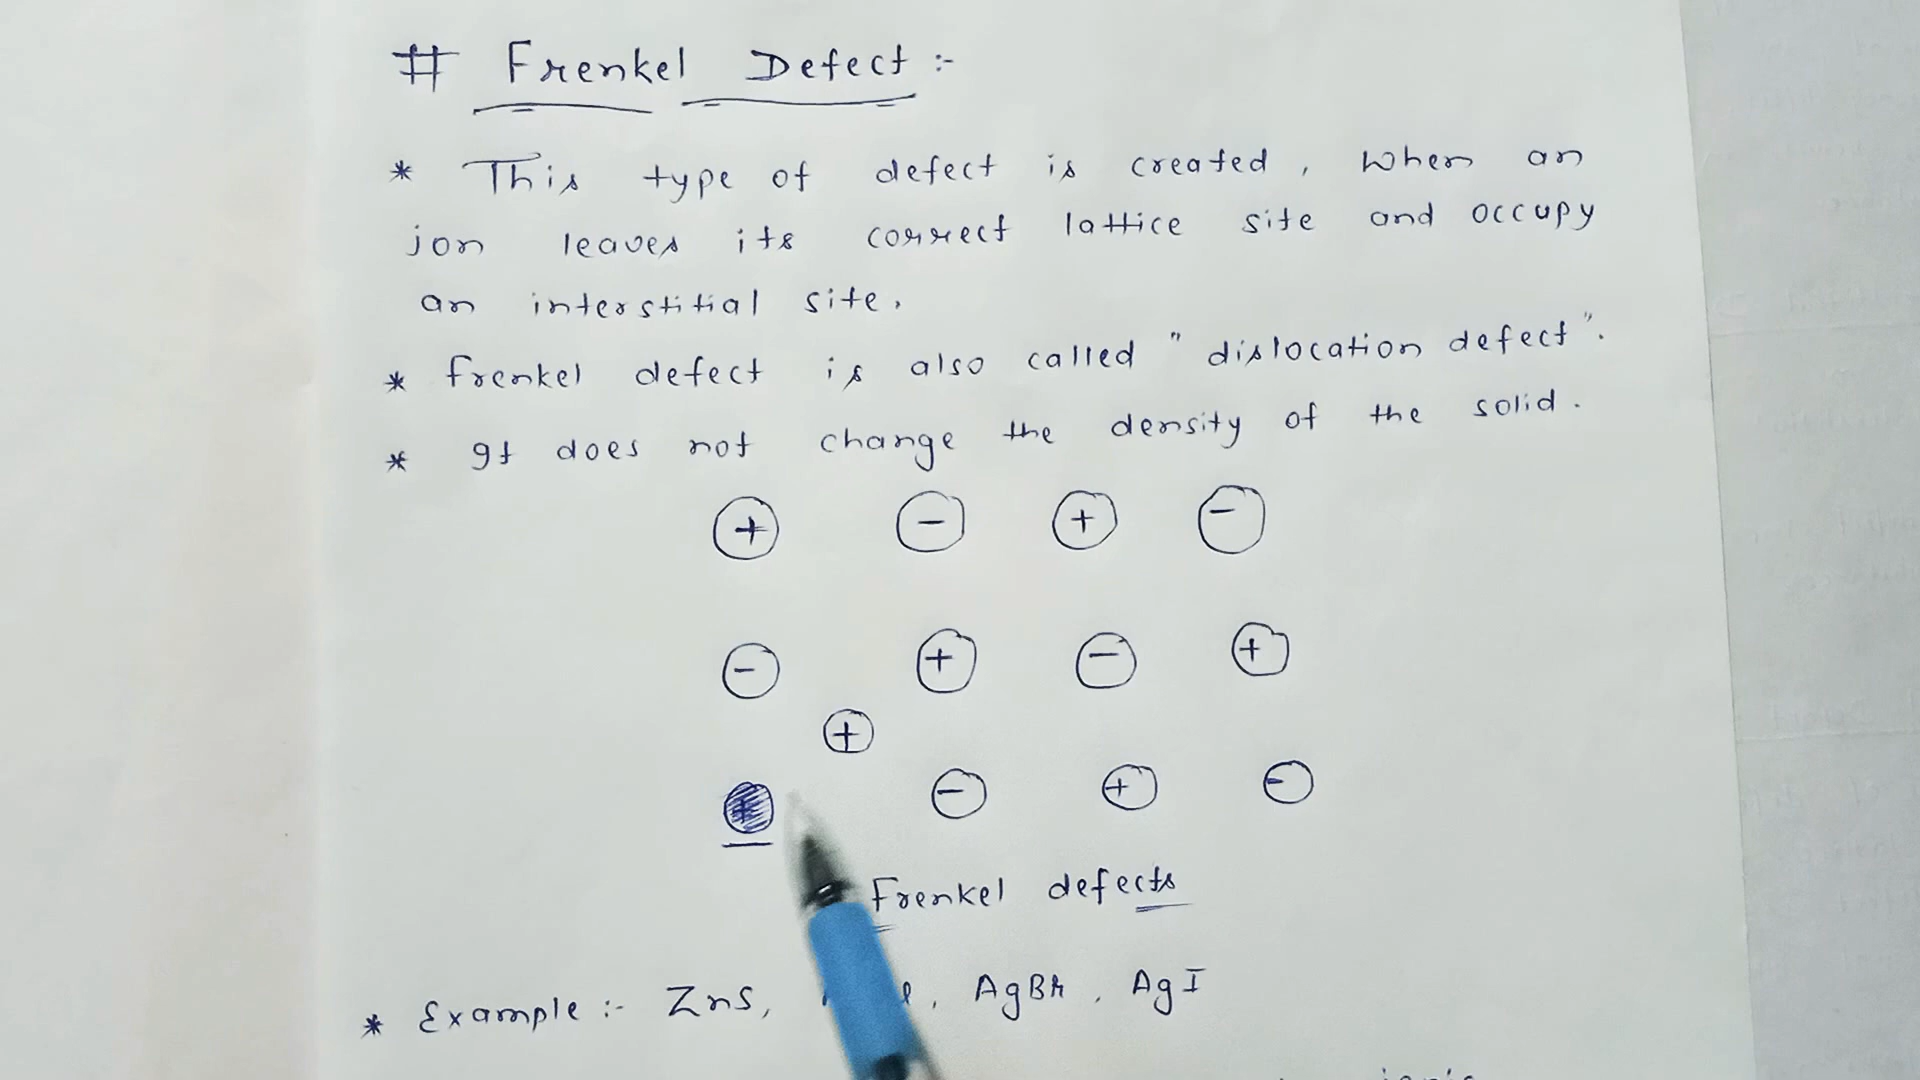 # Frenkel Defect :-
* This type of defect is created, when an
ion leaves its correct lattice site and occupy
an interstitial site.
* frenkel defect is also called "dislocation defect".
* It does not change the density of the solid.
+ - + -
- + - +
+
+ - + -
Frenkel defects
* Example :- ZnS, , AgBr, AgI